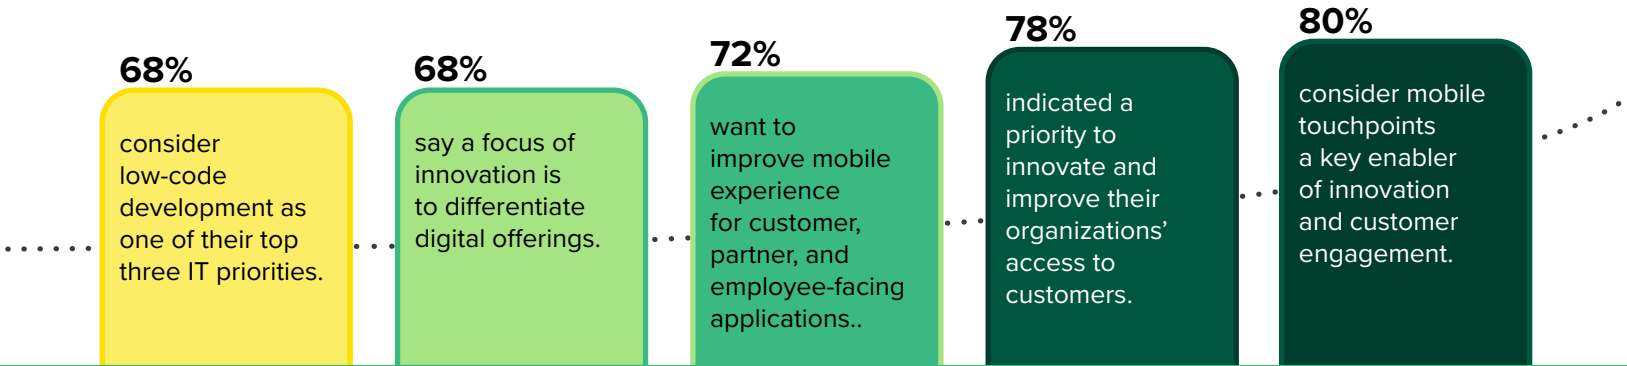 68%
consider
low-code
development as
one of their top
three IT priorities.
68%
say a focus of
innovation is
to differentiate
digital offerings.
72%
want to
improve mobile
experience
for customer,
partner, and
employee-facing
applications..
78%
indicated a
priority to
innovate and
improve their
organizations’
access to
customers.
80%
consider mobile
touchpoints
a key enabler
of innovation
and customer
engagement.